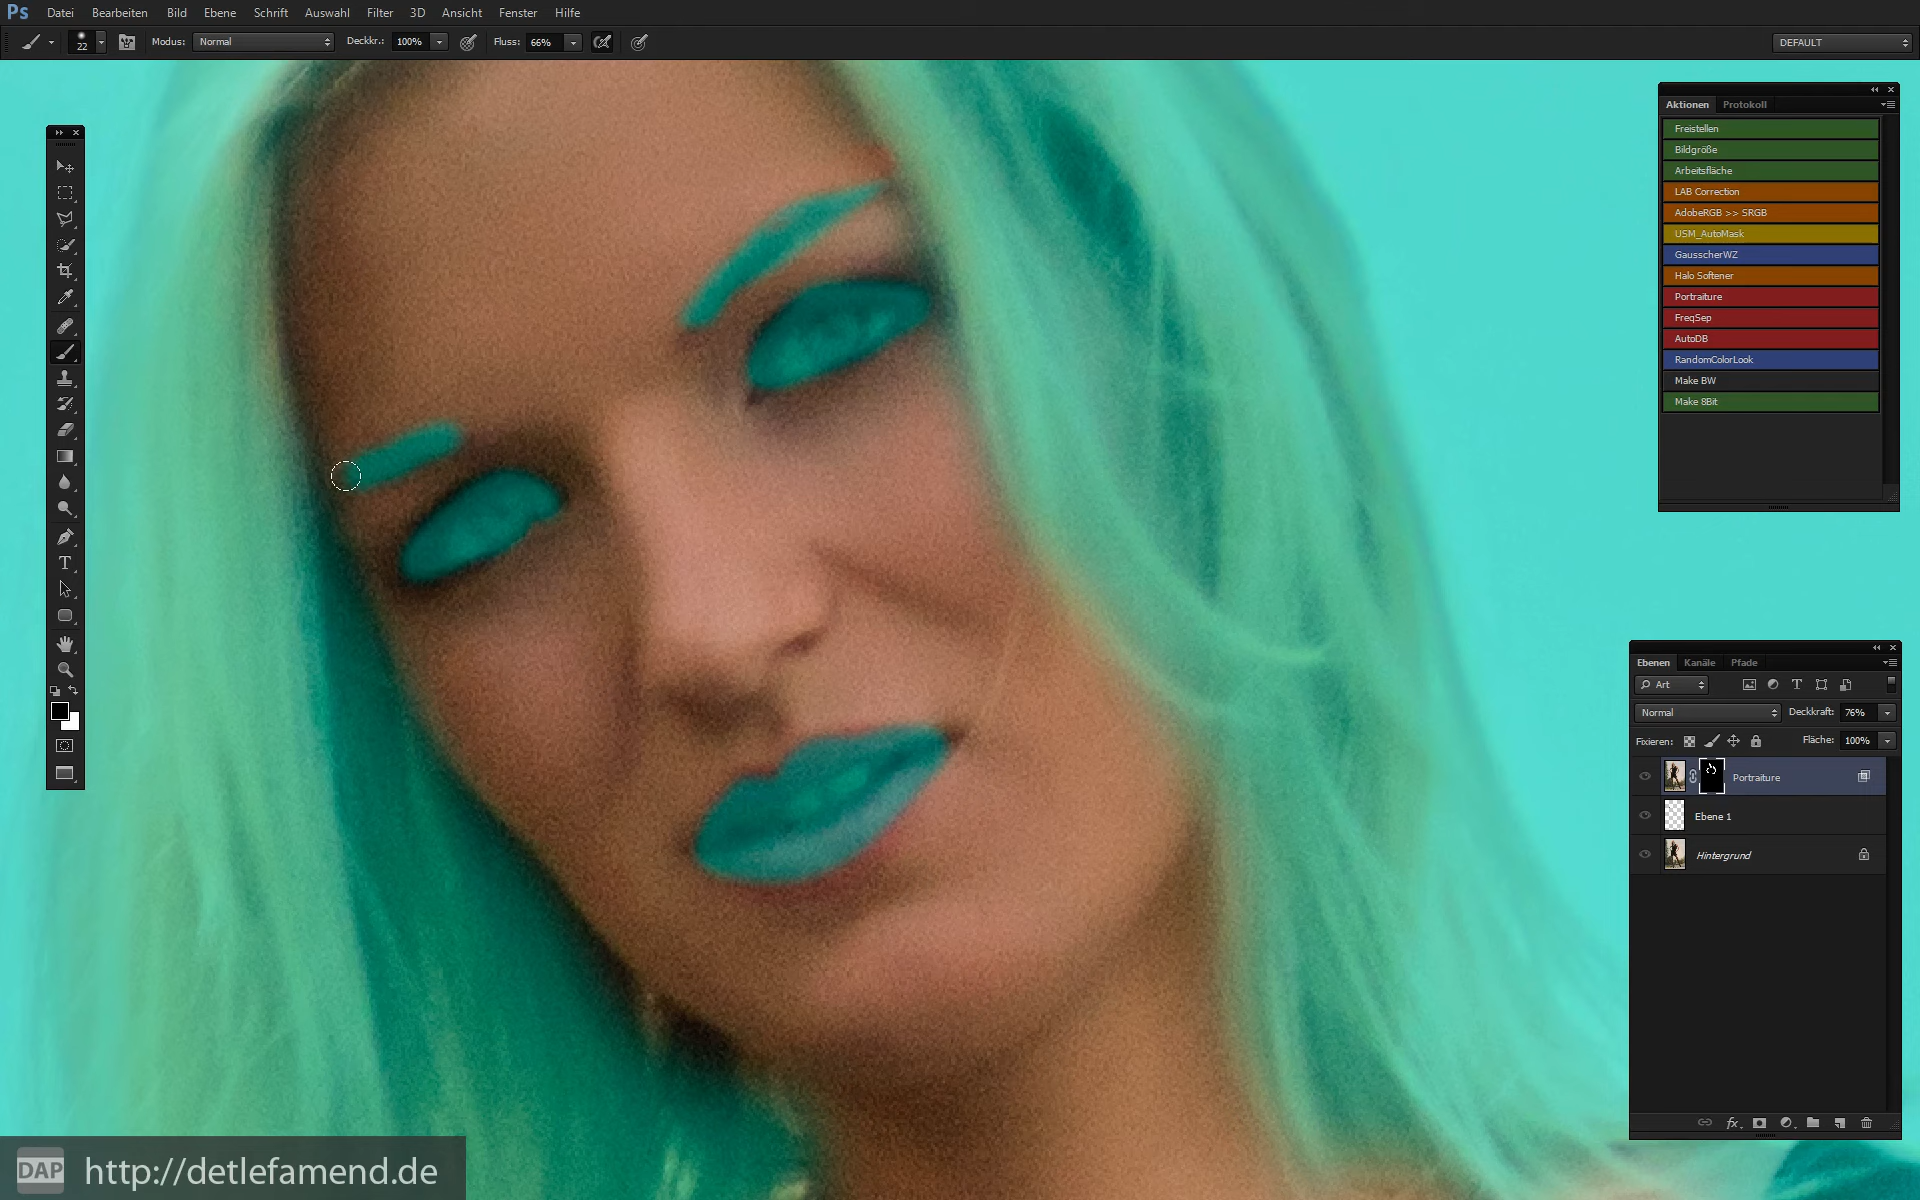 Ps Datei Bearbeiten Bild Ebene Schrift Auswahl Filter 3D Ansicht Fenster Hilfe
22 Modus: Normal Deckkr.: 100% Fluss: 66% DEFAULT
Aktionen Protokoll
Freistellen
Bildgröße
Arbeitsfläche
LAB Correction
AdobeRGB >> SRGB
USM_AutoMask
GausscherWZ
Halo Softener
Portraiture
FreqSep
AutoDB
RandomColorLook
Make BW
Make 8Bit
Ebenen Kanäle Pfade
Art
Normal Deckkraft: 76%
Fixieren: Fläche: 100%
Portraiture
Ebene 1
Hintergrund
fx
DAP http://detlefamend.de